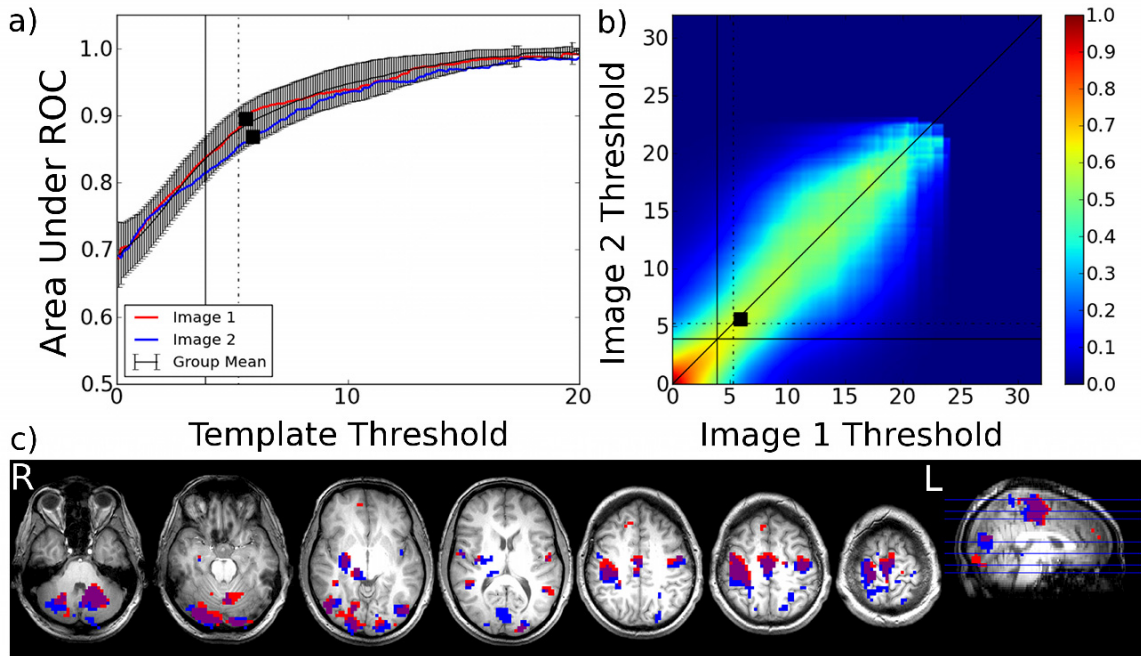 a)
Area Under ROC
1.0
0.9
0.8
0.7
0.6
0.5
Image 1
Image 2
Group Mean
0
10
20
Template Threshold
b)
Image 2 Threshold
30
25
20
15
10
5
0
0
5
10
15
20
25
30
Image 1 Threshold
1.0
0.9
0.8
0.7
0.6
0.5
0.4
0.3
0.2
0.1
0.0
c)
R
L